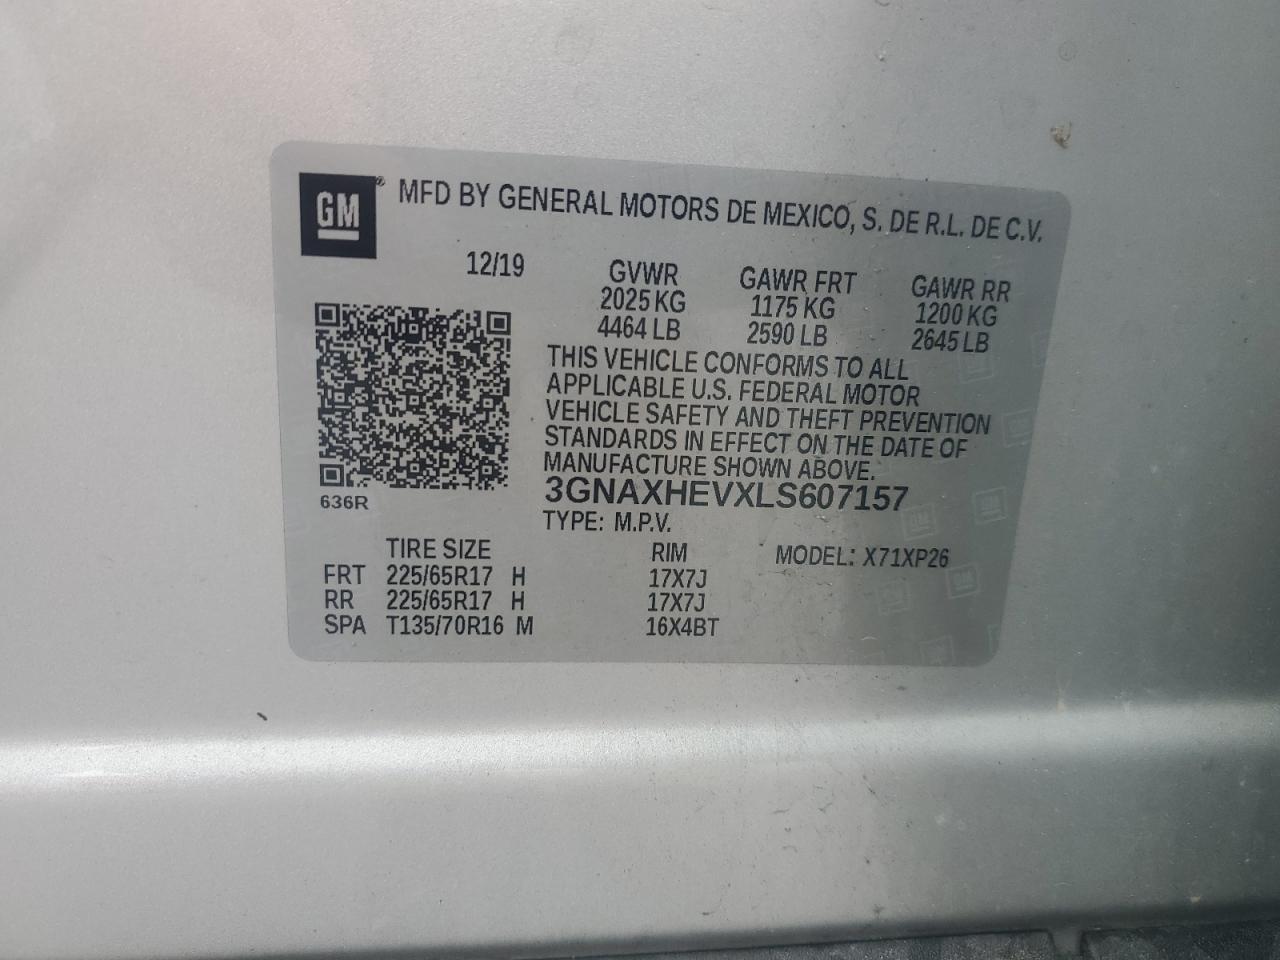 GM ® MFD BY GENERAL MOTORS DE MEXICO, S. DE R.L. DE C.V.
12/19 GVWR GAWR FRT GAWR RR
2025 KG 1175 KG 1200 KG
4464 LB 2590 LB 2645 LB
THIS VEHICLE CONFORMS TO ALL
APPLICABLE U.S. FEDERAL MOTOR
VEHICLE SAFETY AND THEFT PREVENTION
STANDARDS IN EFFECT ON THE DATE OF
MANUFACTURE SHOWN ABOVE.
636R 3GNAXHEVXLS607157
TYPE: M.P.V.
TIRE SIZE RIM MODEL: X71XP26
FRT 225/65R17 H 17X7J
RR 225/65R17 H 17X7J
SPA T135/70R16 M 16X4BT